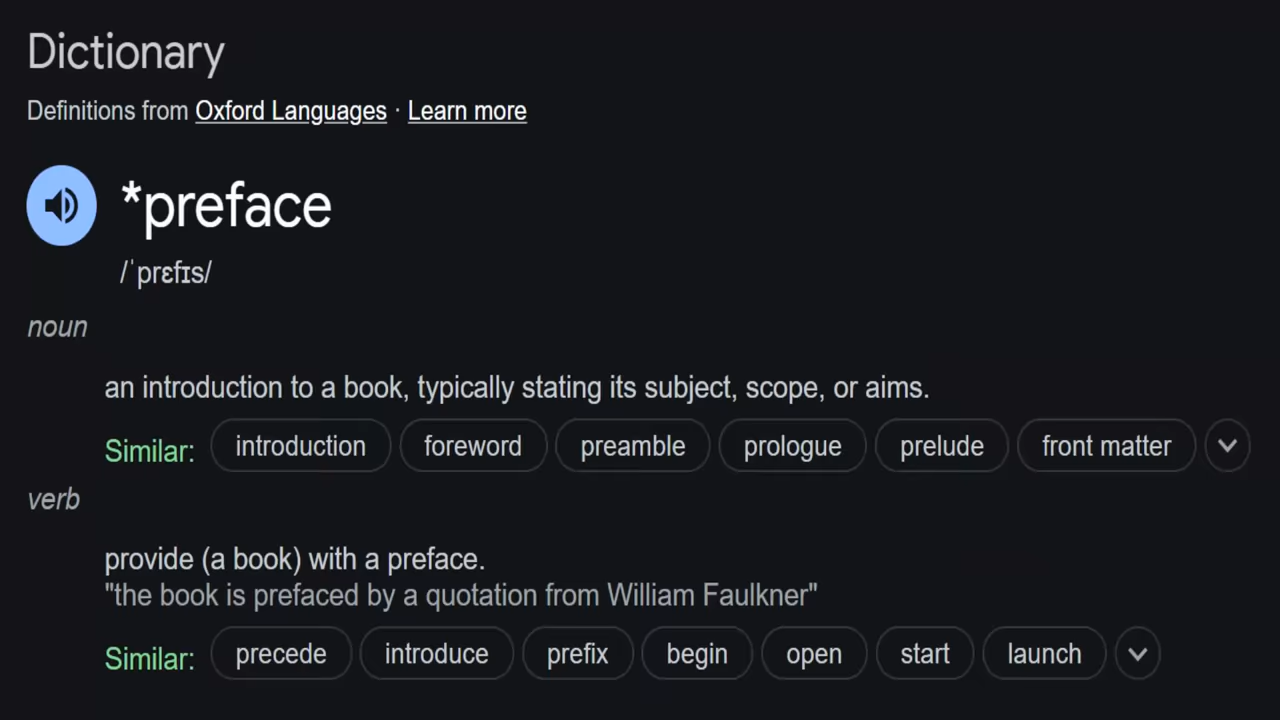 Dictionary
Definitions from Oxford Languages · Learn more
*preface
/ˈprɛfɪs/
noun
an introduction to a book, typically stating its subject, scope, or aims.
Similar: introduction foreword preamble prologue prelude front matter
verb
provide (a book) with a preface.
"the book is prefaced by a quotation from William Faulkner"
Similar: precede introduce prefix begin open start launch